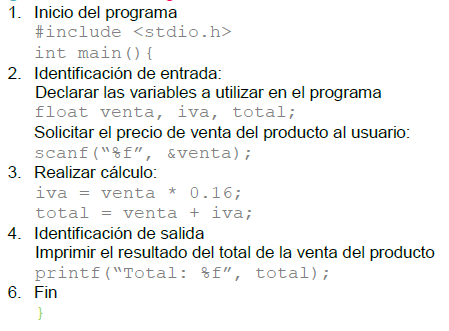 1. Inicio del programa
#include <stdio.h>
int main(){
2. Identificación de entrada:
Declarar las variables a utilizar en el programa
float venta, iva, total;
Solicitar el precio de venta del producto al usuario:
scanf(“%f”, &venta);
3. Realizar cálculo:
iva = venta * 0.16;
total = venta + iva;
4. Identificación de salida
Imprimir el resultado del total de la venta del producto
printf(“Total: %f”, total);
6. Fin
}